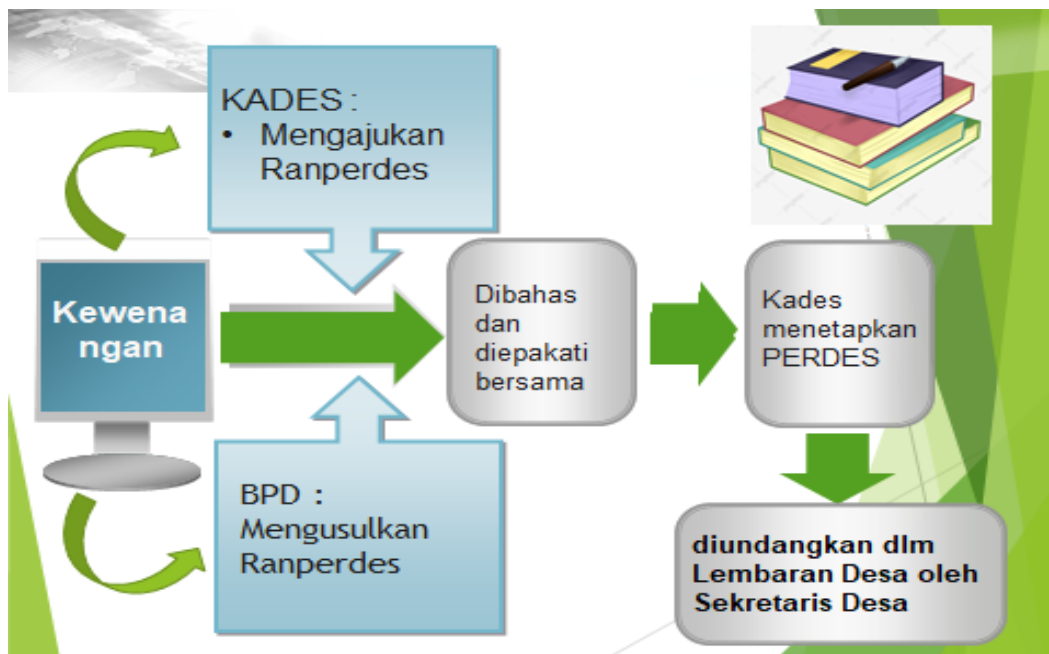 KADES :
• Mengajukan
Ranperdes
Kewena
ngan
Dibahas
dan
diepakati
bersama
Kades
menetapkan
PERDES
BPD :
Mengusulkan
Ranperdes
diundangkan dlm
Lembaran Desa oleh
Sekretaris Desa